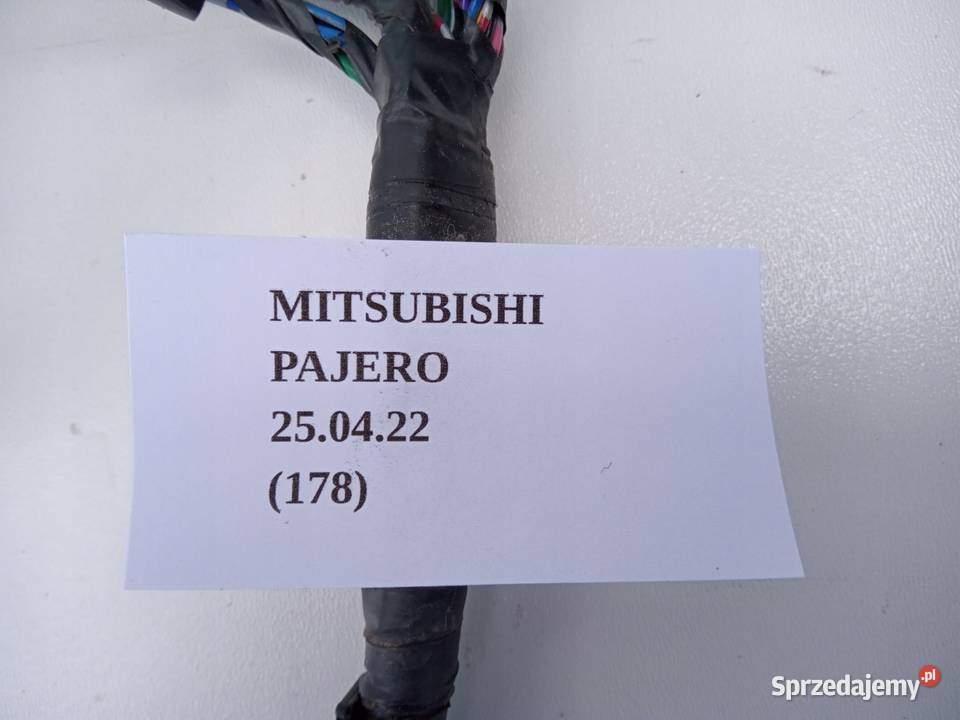 MITSUBISHI
PAJERO
25.04.22
(178)
Sprzedajemy.pl